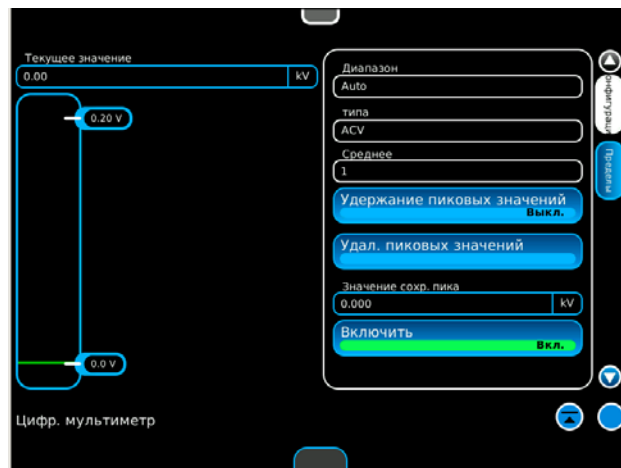 Текущее значение
0.00 kV
0.20 V
0.0 V
Диапазон
Auto
типа
ACV
Среднее
1
Удержание пиковых значений
Выкл.
Удал. пиковых значений
Значение сохр. пика
0.000 kV
Включить
Вкл.
онфигураци
Пределы
Цифр. мультиметр